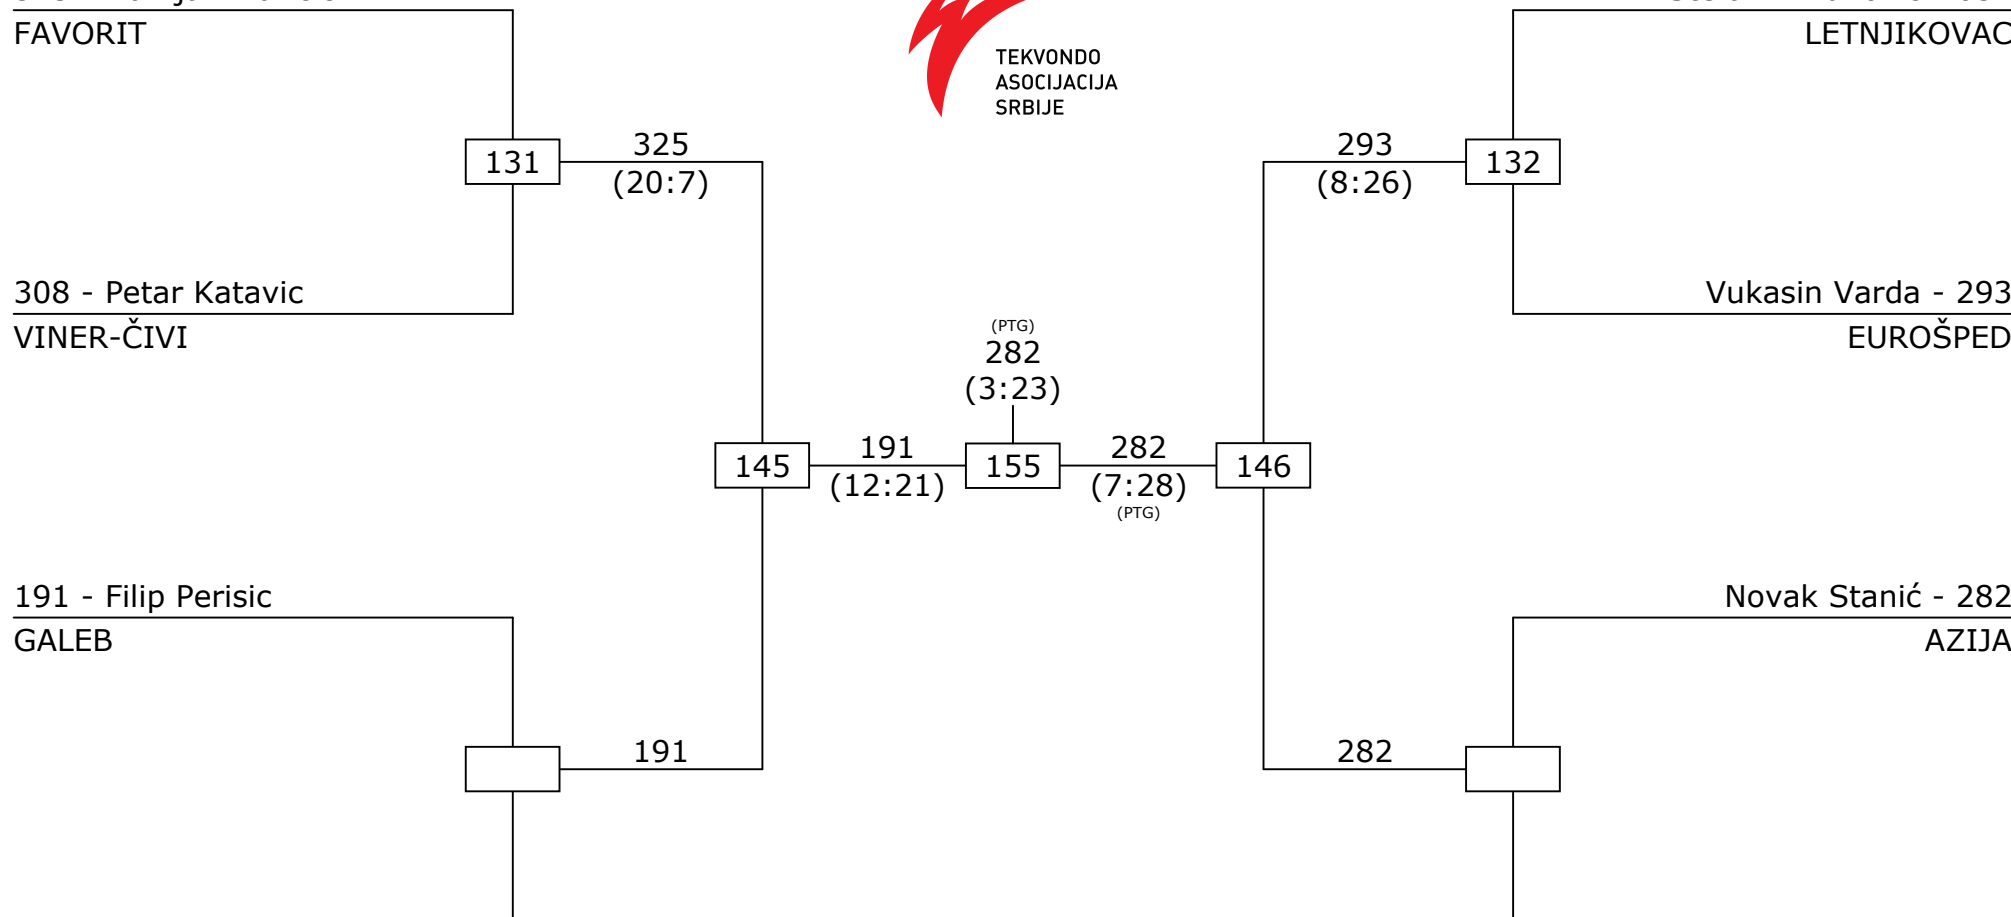 FAVORIT
LETNJIKOVAC
TEKVONDO
ASOCIJACIJA
SRBIJE
131
325
(20:7)
293
(8:26)
132
308 - Petar Katavic
VINER-ČIVI
Vukasin Varda - 293
EUROŠPED
(PTG)
282
(3:23)
145
191
(12:21)
155
282
(7:28)
(PTG)
146
191 - Filip Perisic
GALEB
Novak Stanić - 282
AZIJA
191
282